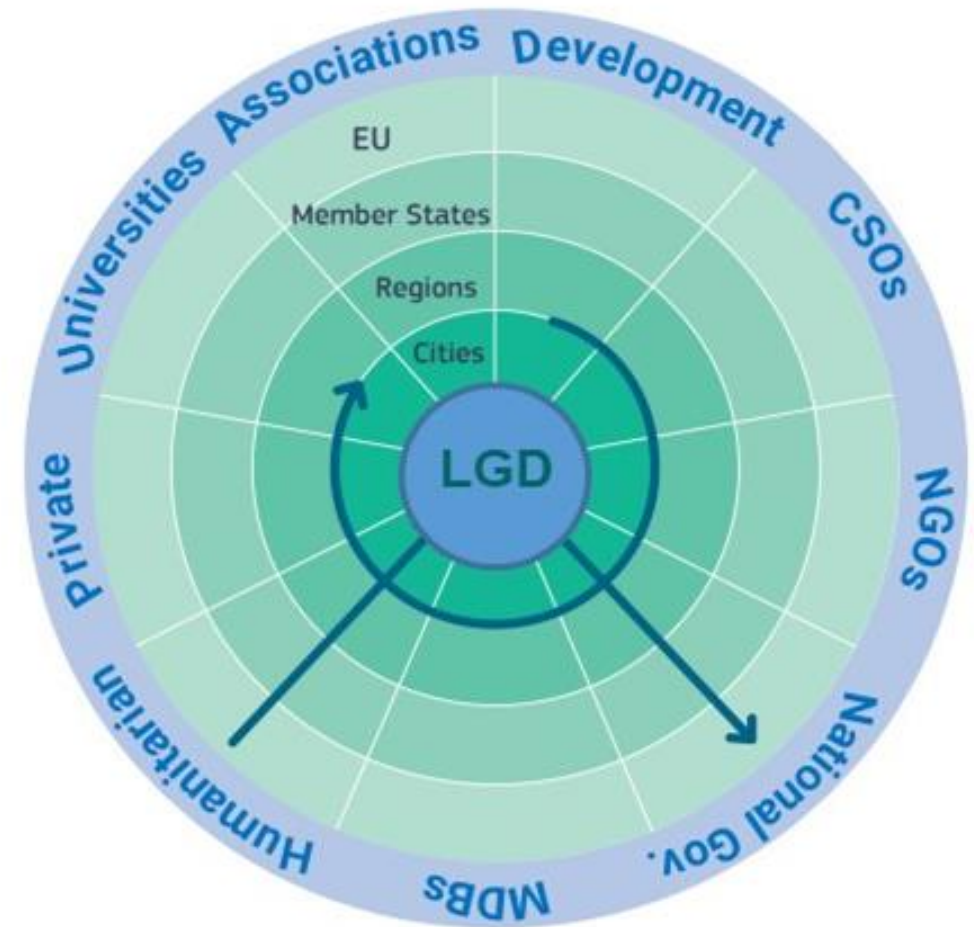 Associations
Development
CSOs
NGOs
National Gov.
MDBs
Humanitarian
Private
Universities
EU
Member States
Regions
Cities
LGD